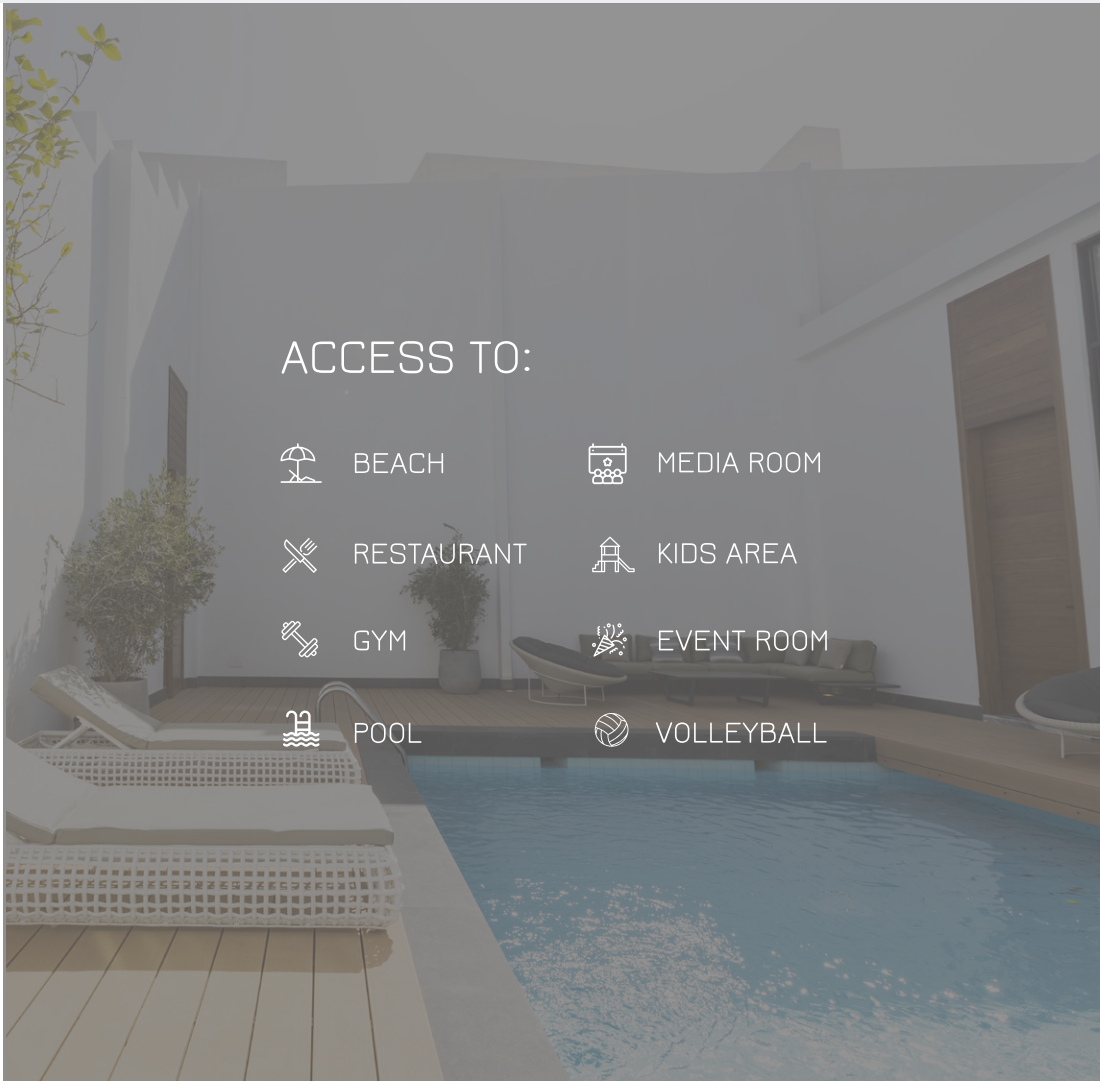 ACCESS TO:
BEACH
RESTAURANT
GYM
POOL
MEDIA ROOM
KIDS AREA
EVENT ROOM
VOLLEYBALL